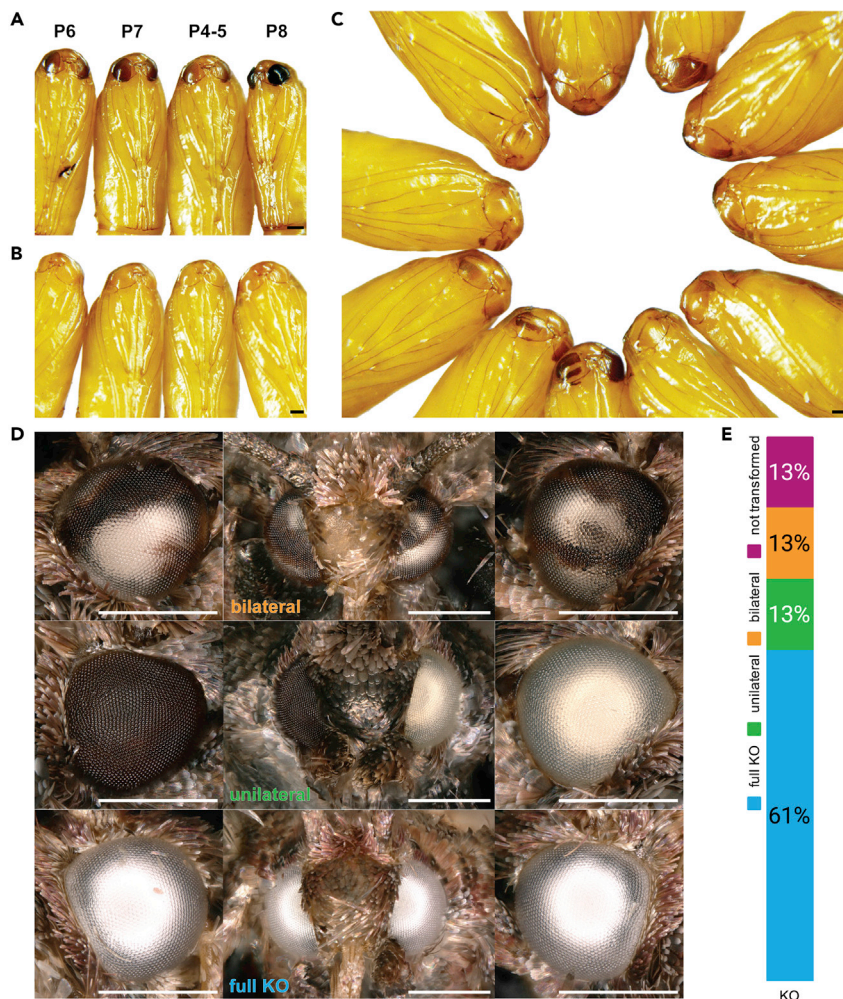 A
P6 P7 P4-5 P8
B
C
D
bilateral
unilateral
full KO
E
not transformed
bilateral
unilateral
full KO
13%
13%
13%
61%
KO